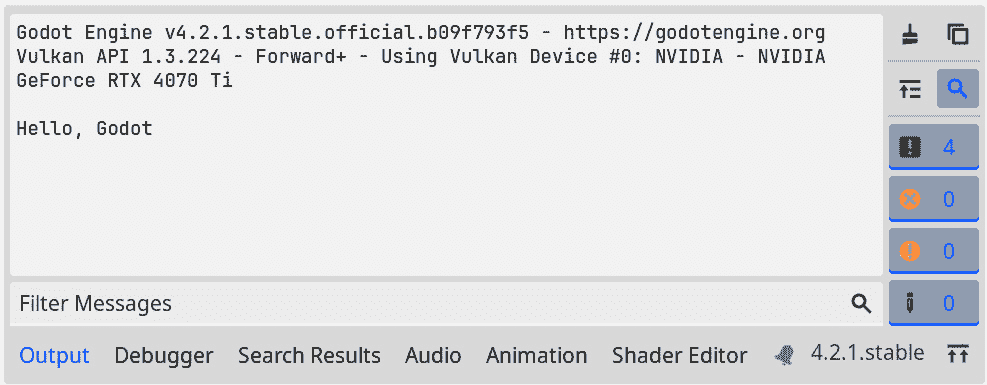 Godot Engine v4.2.1.stable.official.b09f793f5 - https://godotengine.org
Vulkan API 1.3.224 - Forward+ - Using Vulkan Device #0: NVIDIA - NVIDIA
GeForce RTX 4070 Ti
Hello, Godot
4
0
0
0
Filter Messages
Output Debugger Search Results Audio Animation Shader Editor 4.2.1.stable